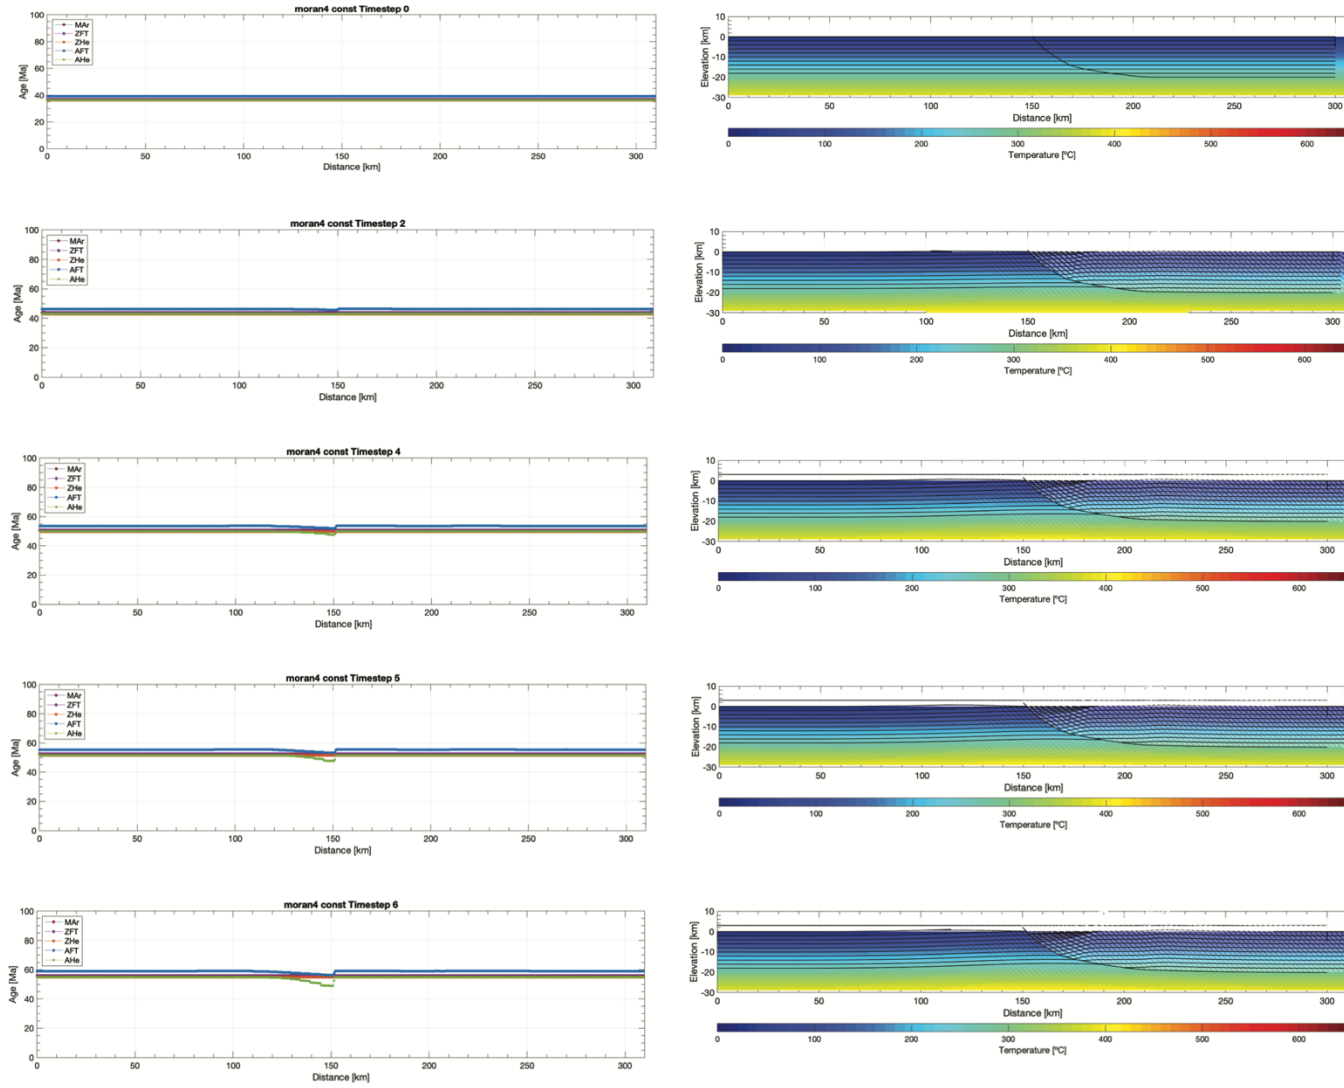 moran4 const Timestep 0
Age [Ma]
100
80
60
40
20
0
MAr
ZFT
ZHe
AFT
AHe
0 50 100 150 200 250 300
Distance [km]
Elevation [km]
10
0
-10
-20
-30
0 50 100 150 200 250 300
Distance [km]
0 100 200 300 400 500 600
Temperature [ºC]
moran4 const Timestep 2
Age [Ma]
100
80
60
40
20
0
MAr
ZFT
ZHe
AFT
AHe
0 50 100 150 200 250 300
Distance [km]
Elevation [km]
10
0
-10
-20
-30
50 100 150 200 250 300
Distance [km]
100 200 300 400 500 600
Temperature [ºC]
moran4 const Timestep 4
Age [Ma]
100
80
60
40
20
0
MAr
ZFT
ZHe
AFT
AHe
0 50 100 150 200 250 300
Distance [km]
Elevation [km]
10
0
-10
-20
-30
0 50 100 150 200 250 300
Distance [km]
0 100 200 300 400 500 600
Temperature [ºC]
moran4 const Timestep 5
Age [Ma]
100
80
60
40
20
0
MAr
ZFT
ZHe
AFT
AHe
0 50 100 150 200 250 300
Distance [km]
Elevation [km]
10
0
-10
-20
-30
0 50 100 150 200 250 300
Distance [km]
0 100 200 300 400 500 600
Temperature [ºC]
moran4 const Timestep 6
Age [Ma]
100
80
60
40
20
0
MAr
ZFT
ZHe
AFT
AHe
0 50 100 150 200 250 300
Distance [km]
Elevation [km]
10
0
-10
-20
-30
0 50 100 150 200 250 300
Distance [km]
0 100 200 300 400 500 600
Temperature [ºC]